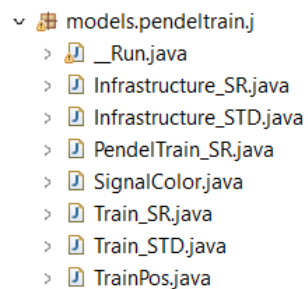 models.pendeltrain.j
__Run.java
Infrastructure_SR.java
Infrastructure_STD.java
PendelTrain_SR.java
SignalColor.java
Train_SR.java
Train_STD.java
TrainPos.java